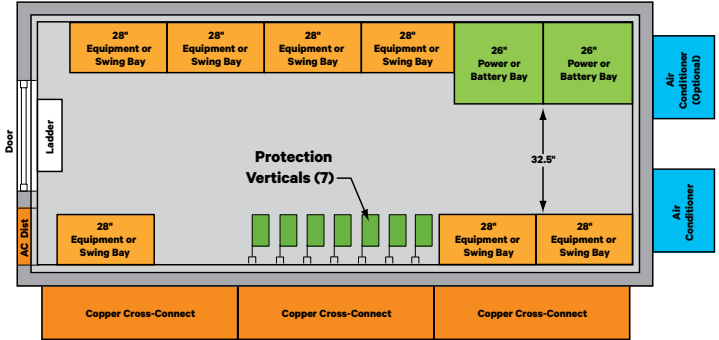 28"
Equipment or
Swing Bay
28"
Equipment or
Swing Bay
28"
Equipment or
Swing Bay
28"
Equipment or
Swing Bay
26"
Power or
Battery Bay
26"
Power or
Battery Bay
Air
Conditioner
(Optional)
Door
Ladder
32.5"
Protection
Verticals (7)
Air
Conditioner
AC Dist
28"
Equipment or
Swing Bay
28"
Equipment or
Swing Bay
28"
Equipment or
Swing Bay
Copper Cross-Connect
Copper Cross-Connect
Copper Cross-Connect